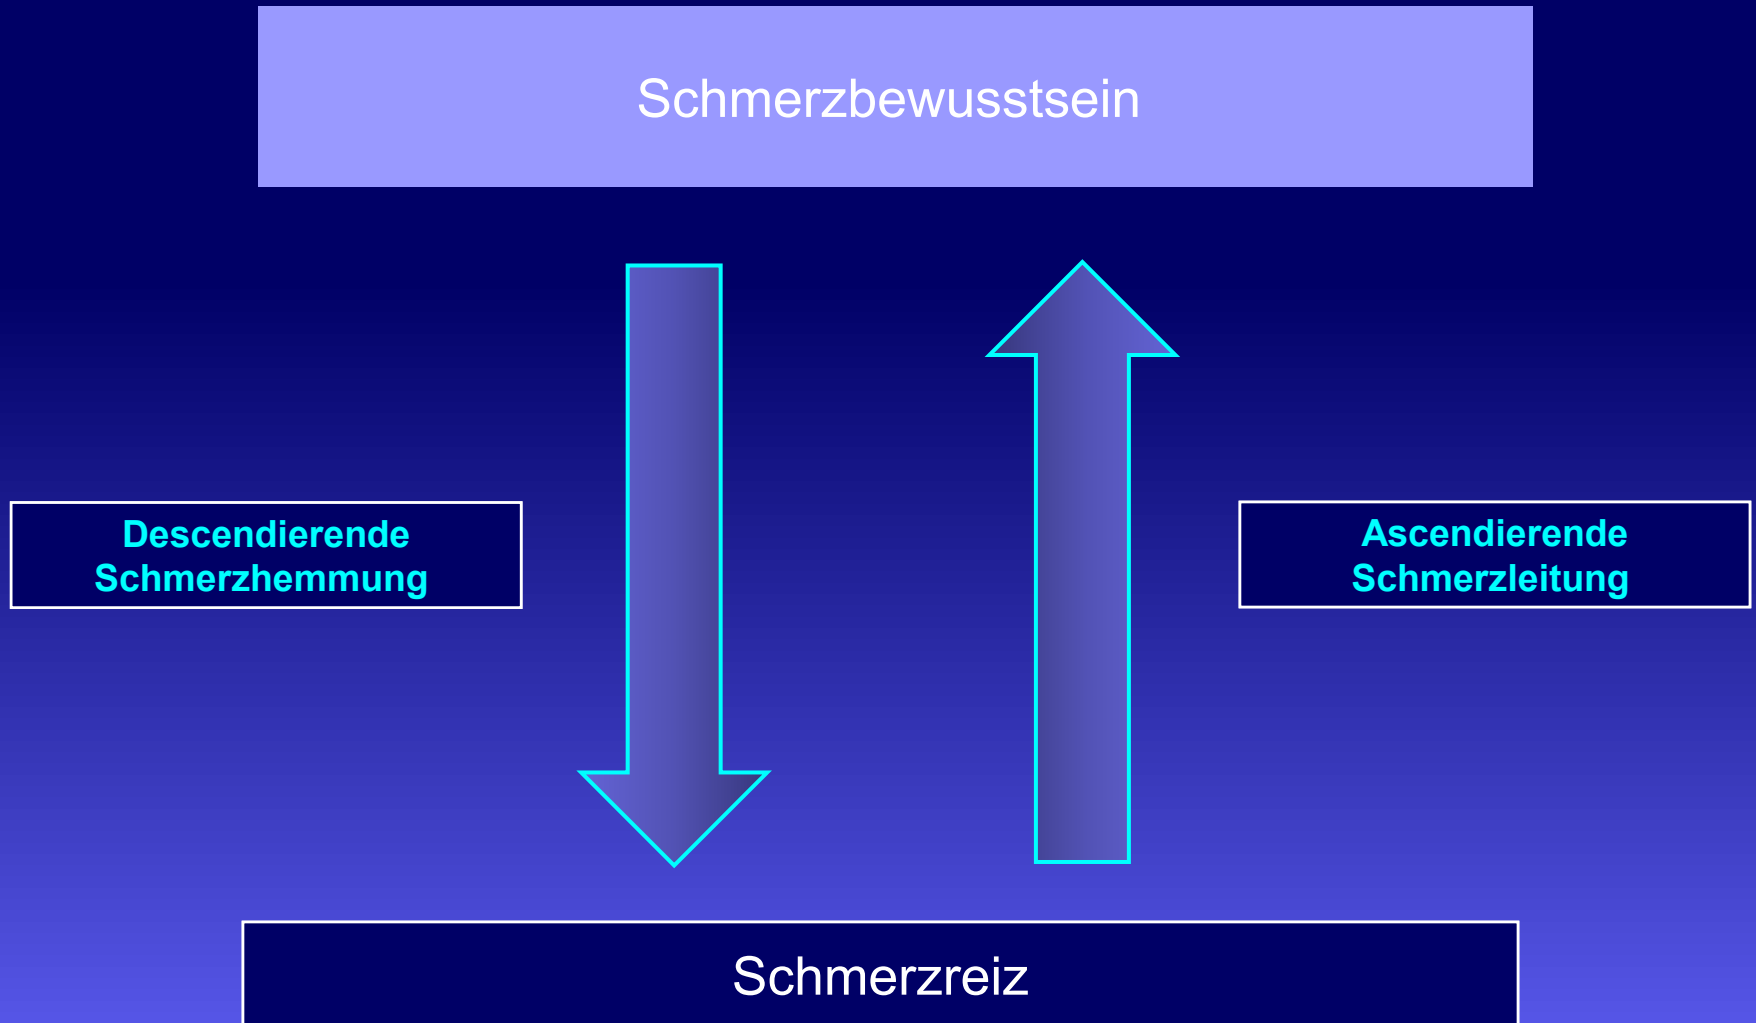 Schmerzbewusstsein
Descendierende
Schmerzhemmung
Ascendierende
Schmerzleitung
Schmerzreiz